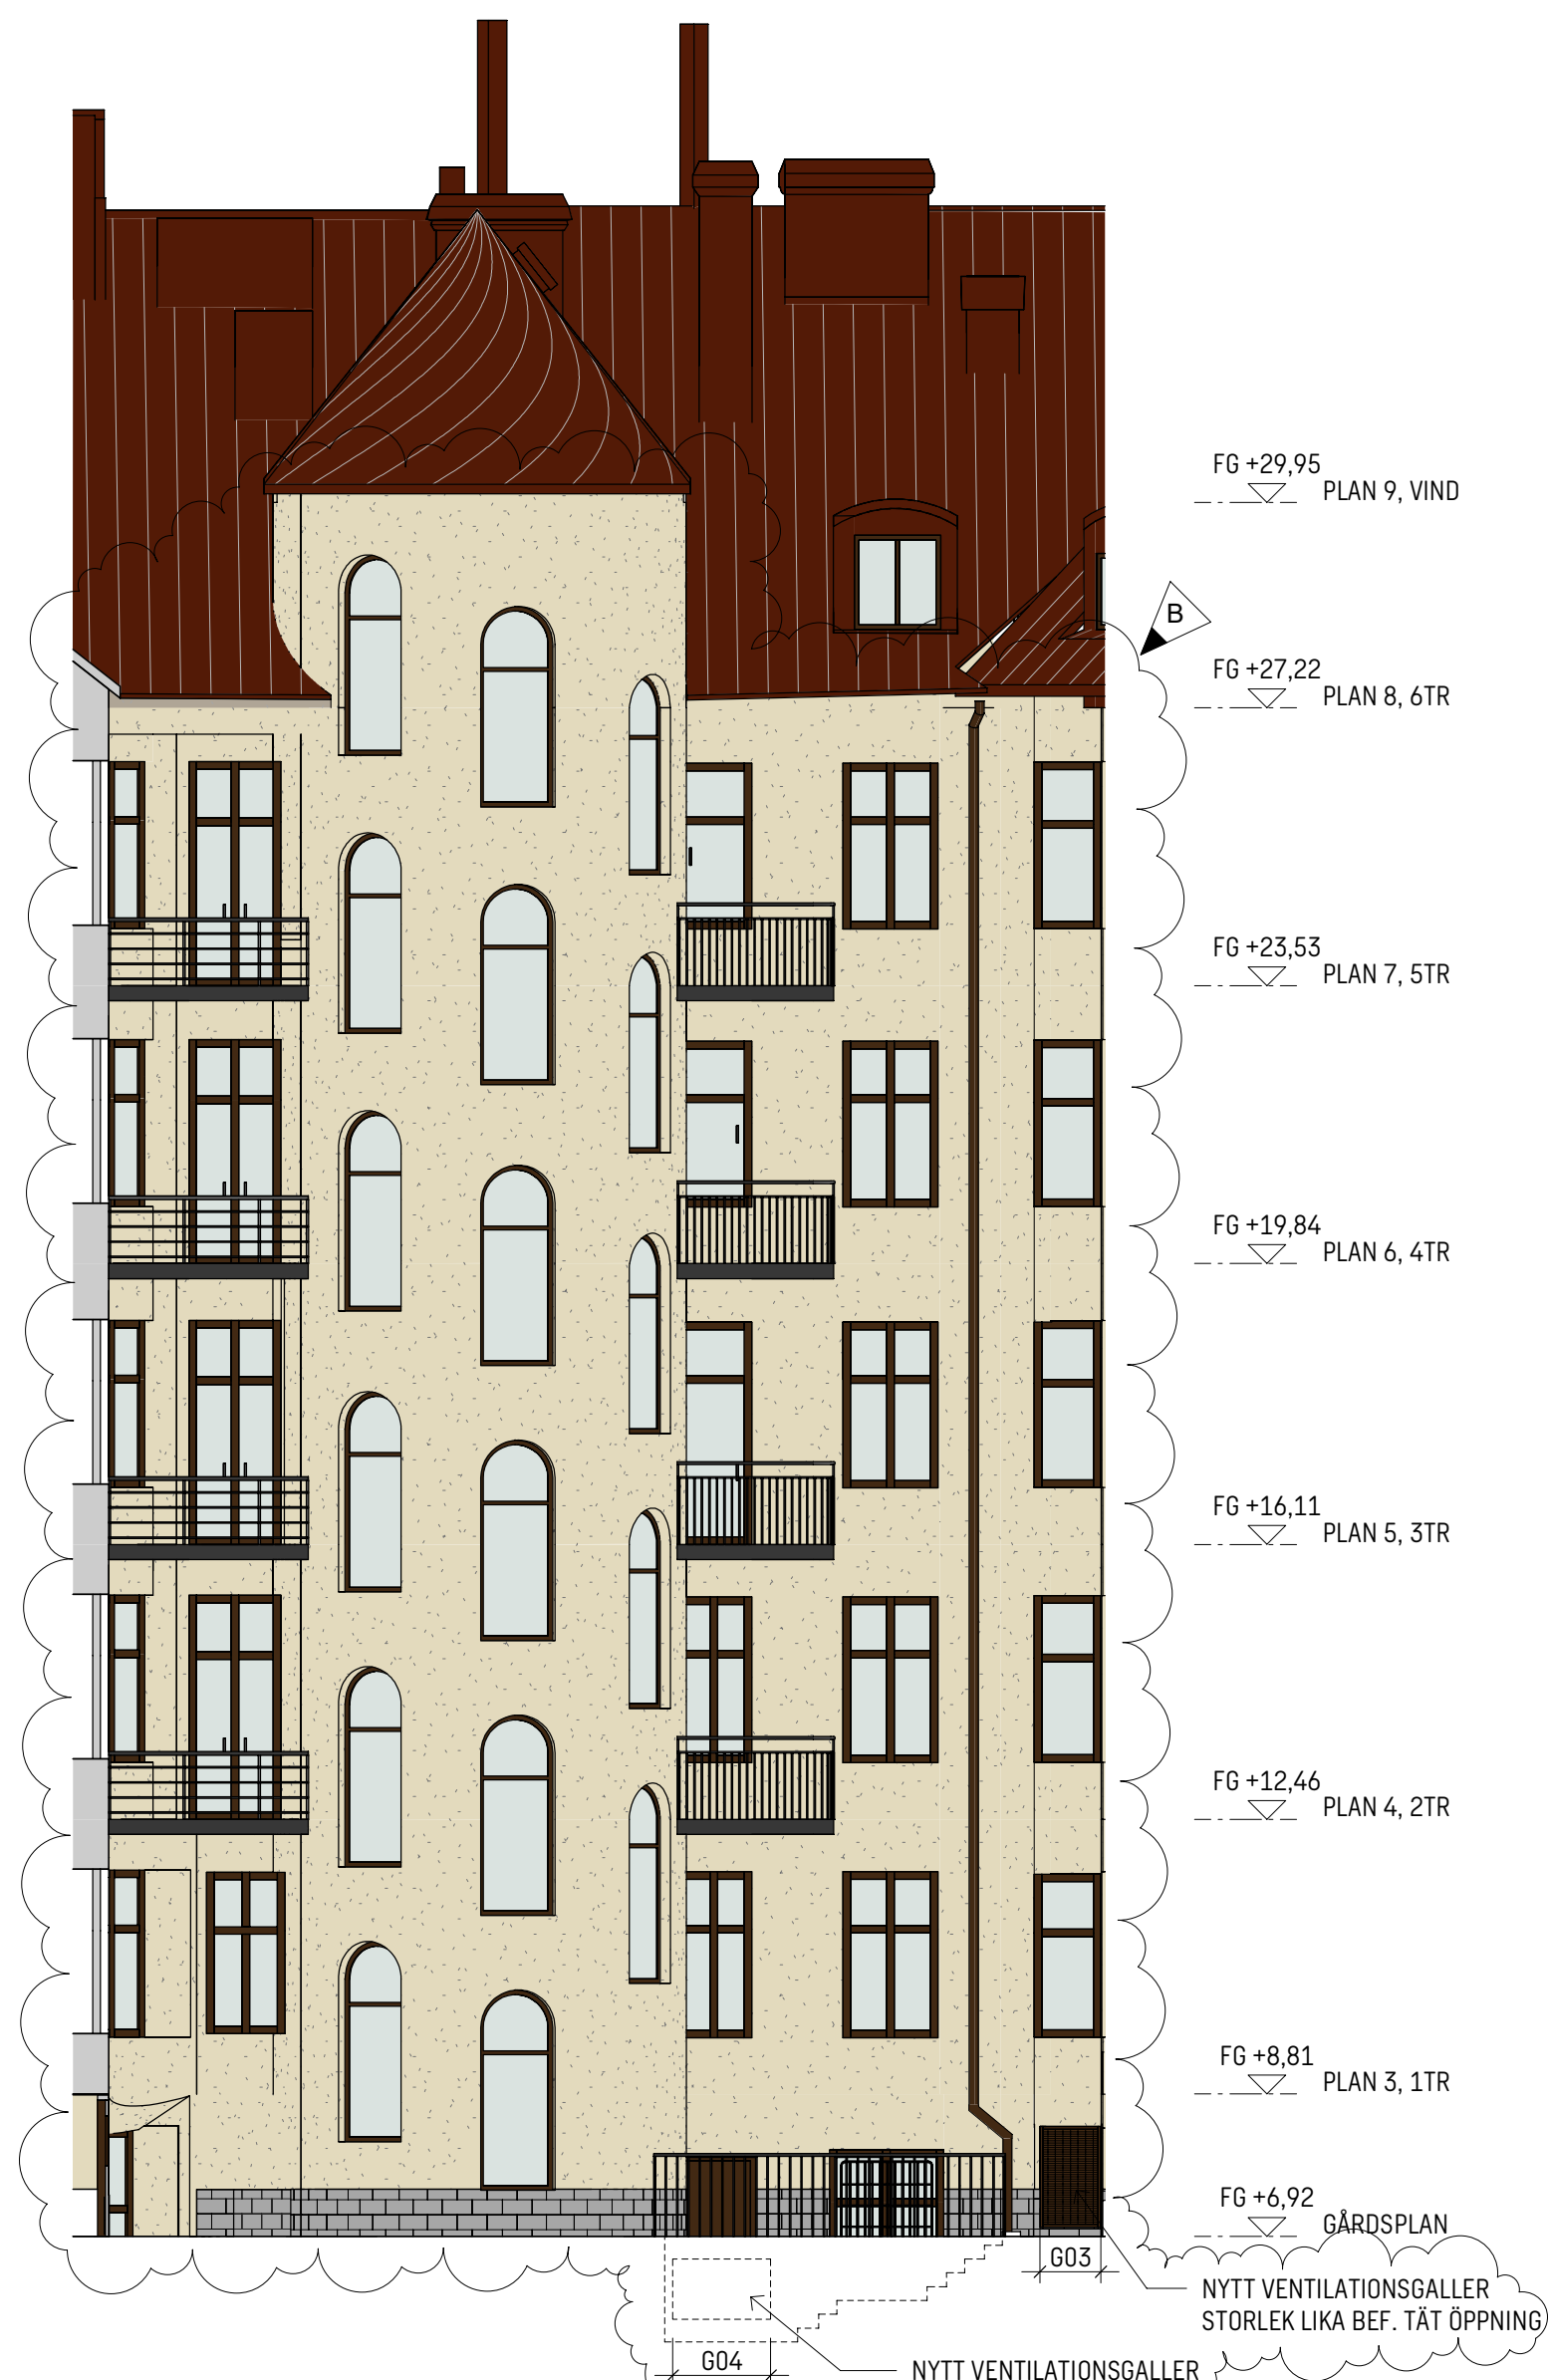 FG +29,95
PLAN 9, VIND
B
FG +27,22
PLAN 8, 6TR
FG +23,53
PLAN 7, 5TR
FG +19,84
PLAN 6, 4TR
FG +16,11
PLAN 5, 3TR
FG +12,46
PLAN 4, 2TR
FG +8,81
PLAN 3, 1TR
FG +6,92
GÅRDSPLAN
G03
NYTT VENTILATIONSGALLER
STORLEK LIKA BEF. TÄT ÖPPNING
G04
NYTT VENTILATIONSGALLER